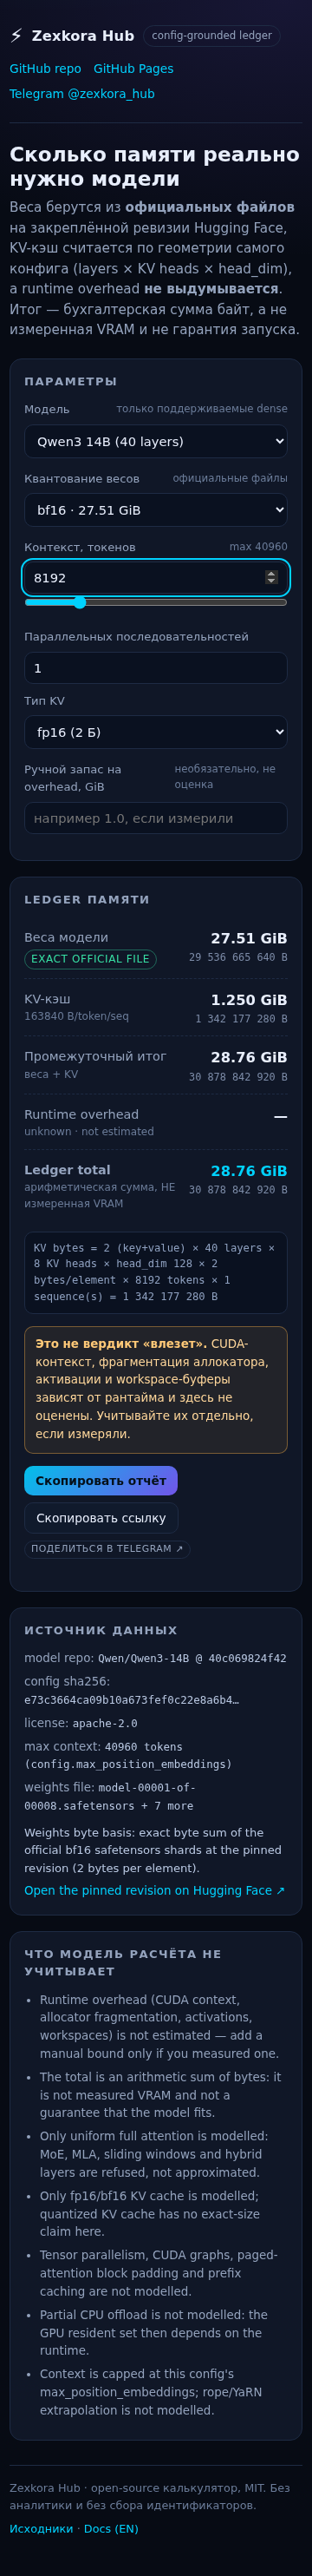 ⚡ Zexkora Hub config-grounded ledger
GitHub repo GitHub Pages
Telegram @zexkora_hub
Сколько памяти реально
нужно модели
Веса берутся из официальных файлов
на закреплённой ревизии Hugging Face,
KV-кэш считается по геометрии самого
конфига (layers × KV heads × head_dim),
а runtime overhead не выдумывается.
Итог — бухгалтерская сумма байт, а не
измеренная VRAM и не гарантия запуска.
ПАРАМЕТРЫ
Модель только поддерживаемые dense
Qwen3 14B (40 layers)
Квантование весов официальные файлы
bf16 · 27.51 GiB
Контекст, токенов max 40960
8192
Параллельных последовательностей
1
Тип KV
fp16 (2 Б)
Ручной запас на overhead, GiB необязательно, не оценка
например 1.0, если измерили
LEDGER ПАМЯТИ
Веса модели 27.51 GiB
EXACT OFFICIAL FILE 29 536 665 640 B
KV-кэш 1.250 GiB
163840 B/token/seq 1 342 177 280 B
Промежуточный итог 28.76 GiB
веса + KV 30 878 842 920 B
Runtime overhead —
unknown · not estimated
Ledger total 28.76 GiB
арифметическая сумма, НЕ 30 878 842 920 B
измеренная VRAM
KV bytes = 2 (key+value) × 40 layers ×
8 KV heads × head_dim 128 × 2
bytes/element × 8192 tokens × 1
sequence(s) = 1 342 177 280 B
Это не вердикт «влезет». CUDA-
контекст, фрагментация аллокатора,
активации и workspace-буферы
зависят от рантайма и здесь не
оценены. Учитывайте их отдельно,
если измеряли.
Скопировать отчёт
Скопировать ссылку
ПОДЕЛИТЬСЯ В TELEGRAM ↗
ИСТОЧНИК ДАННЫХ
model repo: Qwen/Qwen3-14B @ 40c069824f42
config sha256:
e73c3664ca09b10a673fef0c22e8a6b4…
license: apache-2.0
max context: 40960 tokens
(config.max_position_embeddings)
weights file: model-00001-of-
00008.safetensors + 7 more
Weights byte basis: exact byte sum of the
official bf16 safetensors shards at the pinned
revision (2 bytes per element).
Open the pinned revision on Hugging Face ↗
ЧТО МОДЕЛЬ РАСЧЁТА НЕ
УЧИТЫВАЕТ
• Runtime overhead (CUDA context,
allocator fragmentation, activations,
workspaces) is not estimated — add a
manual bound only if you measured one.
• The total is an arithmetic sum of bytes: it
is not measured VRAM and not a
guarantee that the model fits.
• Only uniform full attention is modelled:
MoE, MLA, sliding windows and hybrid
layers are refused, not approximated.
• Only fp16/bf16 KV cache is modelled;
quantized KV cache has no exact-size
claim here.
• Tensor parallelism, CUDA graphs, paged-
attention block padding and prefix
caching are not modelled.
• Partial CPU offload is not modelled: the
GPU resident set then depends on the
runtime.
• Context is capped at this config's
max_position_embeddings; rope/YaRN
extrapolation is not modelled.
Zexkora Hub · open-source калькулятор, MIT. Без
аналитики и без сбора идентификаторов.
Исходники · Docs (EN)